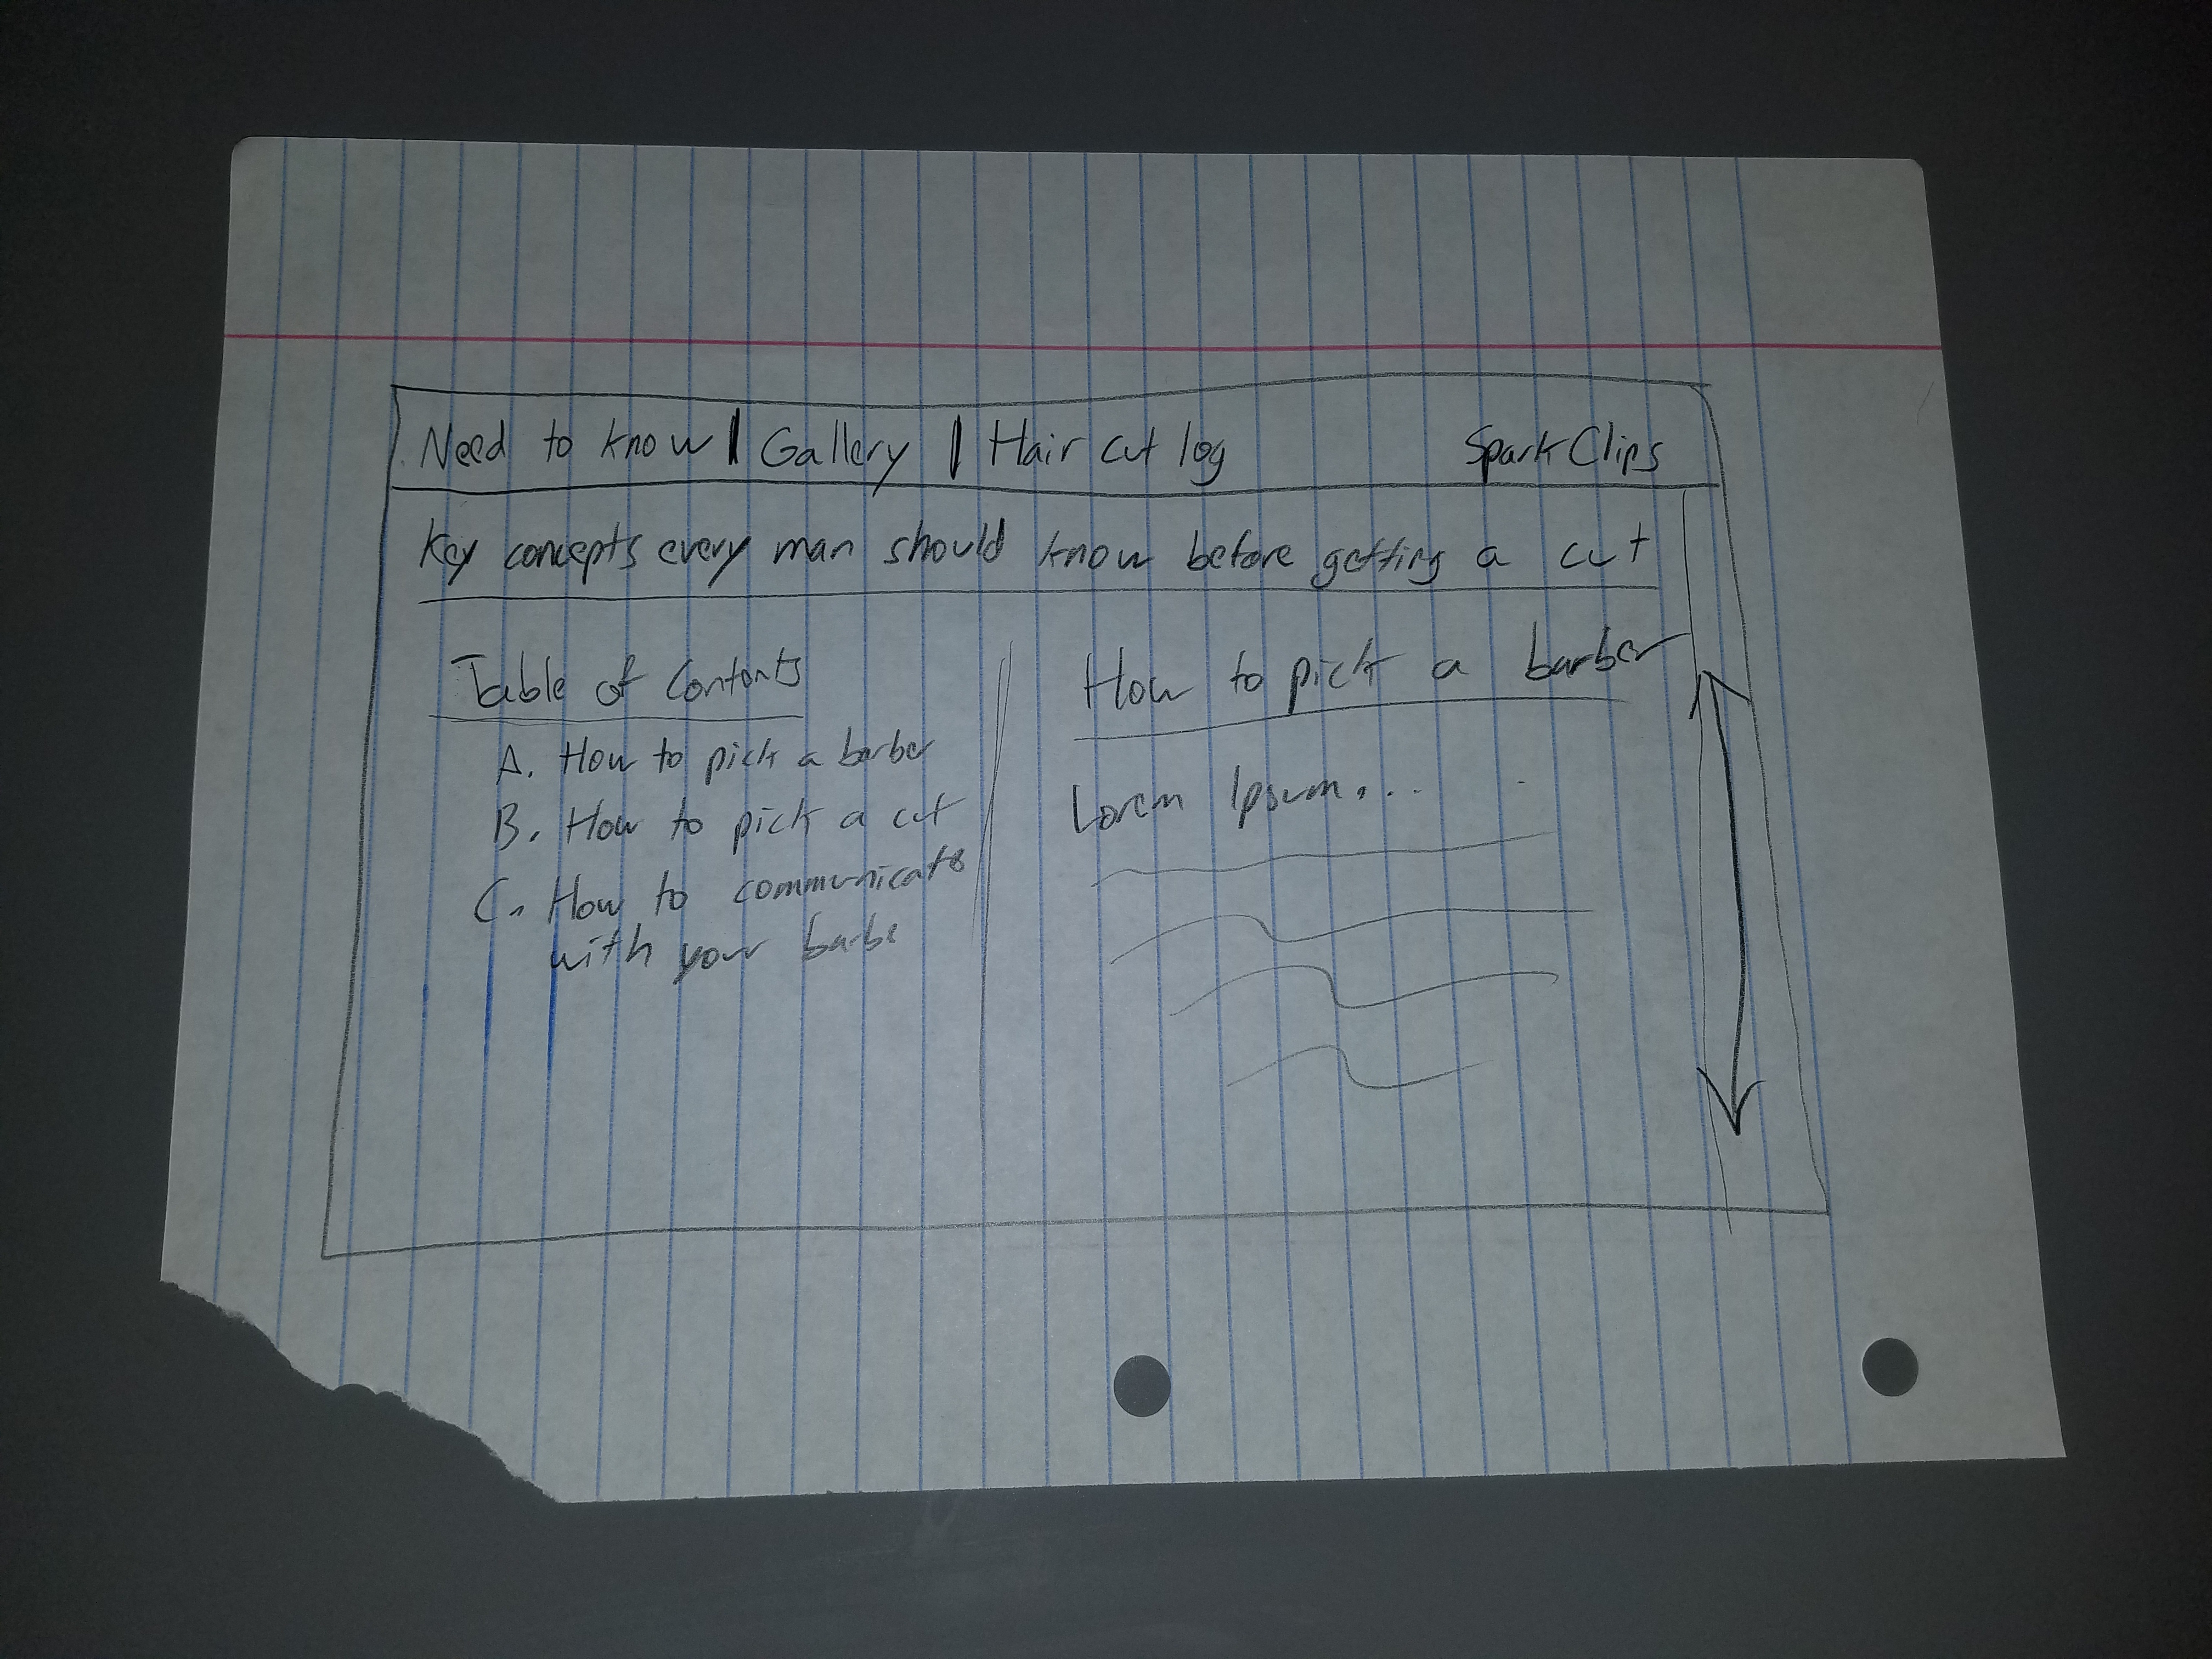 Need to know | Gallery | Hair cut log SparkClips
Key concepts every man should know before getting a cut
Table of Contents
A. How to pick a barber
B. How to pick a cut
C. How to communicate
with your barbe
How to pick a barber
Lorem Ipsum...